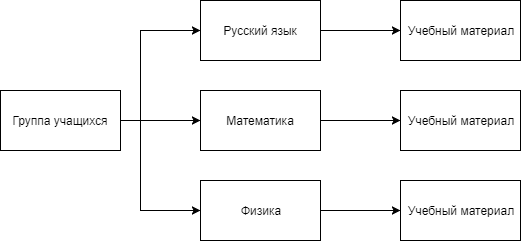 Русский язык
Учебный материал
Группа учащихся
Математика
Учебный материал
Физика
Учебный материал